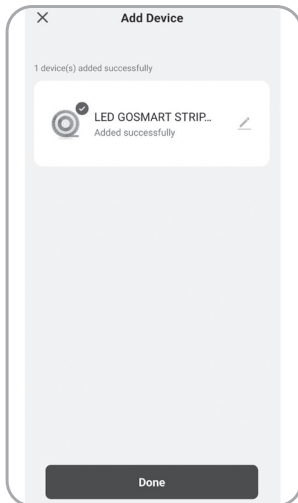 Add Device
1 device(s) added successfully
LED GOSMART STRIP...
Added successfully
Done